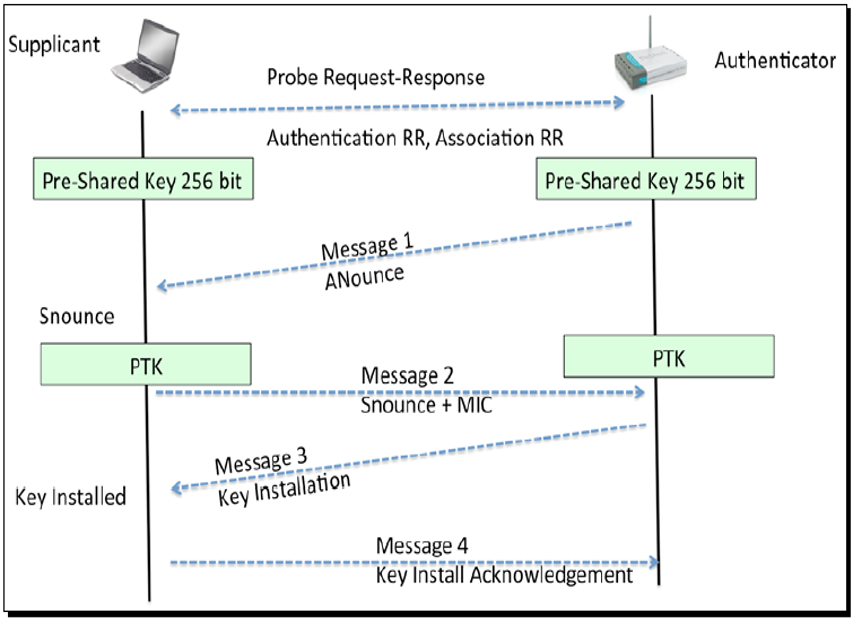 Supplicant
Authenticator
Probe Request-Response
Authentication RR, Association RR
Pre-Shared Key 256 bit
Pre-Shared Key 256 bit
Message 1
ANounce
Snounce
PTK
PTK
Message 2
Snounce + MIC
Message 3
Key Installation
Key Installed
Message 4
Key Install Acknowledgement